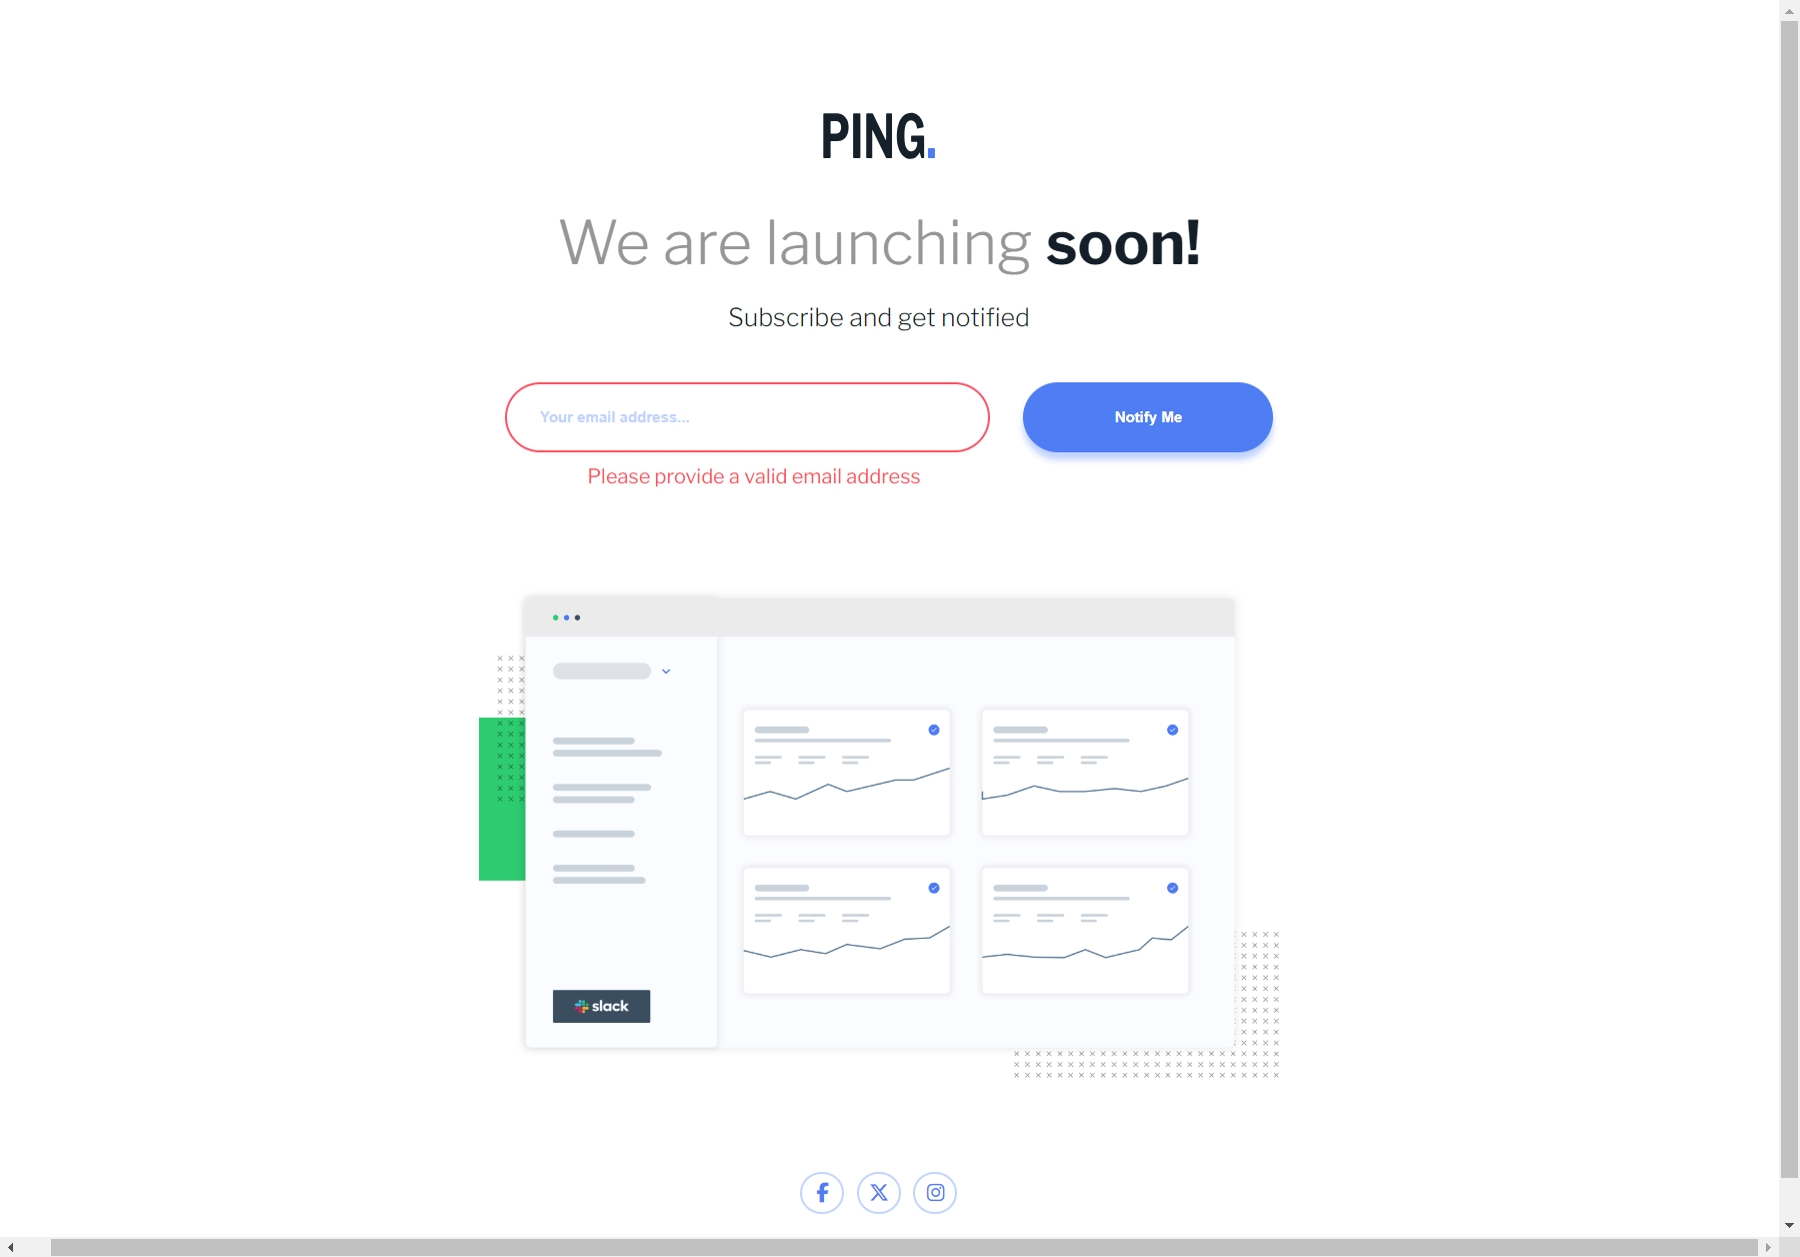 PING.
We are launching soon!
Subscribe and get notified
Your email address...
Notify Me
Please provide a valid email address
slack